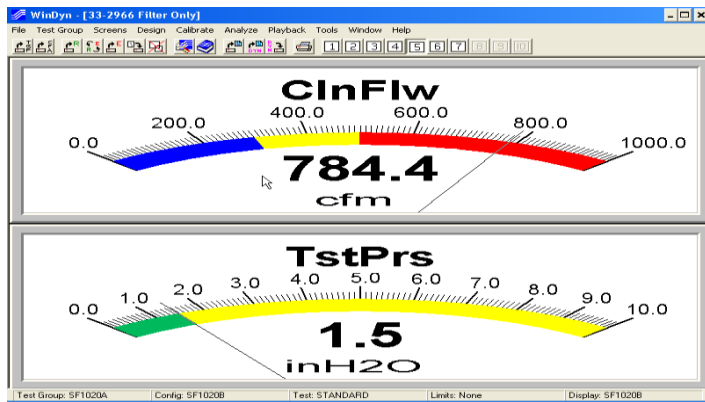 WinDyn - [33-2966 Filter Only]
File Test Group Screens Design Calibrate Analyze Playback Tools Window Help
1 2 3 4 5 6 7 8 9 10
ClnFlw
0.0 200.0 400.0 600.0 800.0 1000.0
784.4
cfm
TstPrs
0.0 1.0 2.0 3.0 4.0 5.0 6.0 7.0 8.0 9.0 10.0
1.5
inH2O
Test Group: SF1020A Config: SF1020B Test: STANDARD Limits: None Display: SF1020B